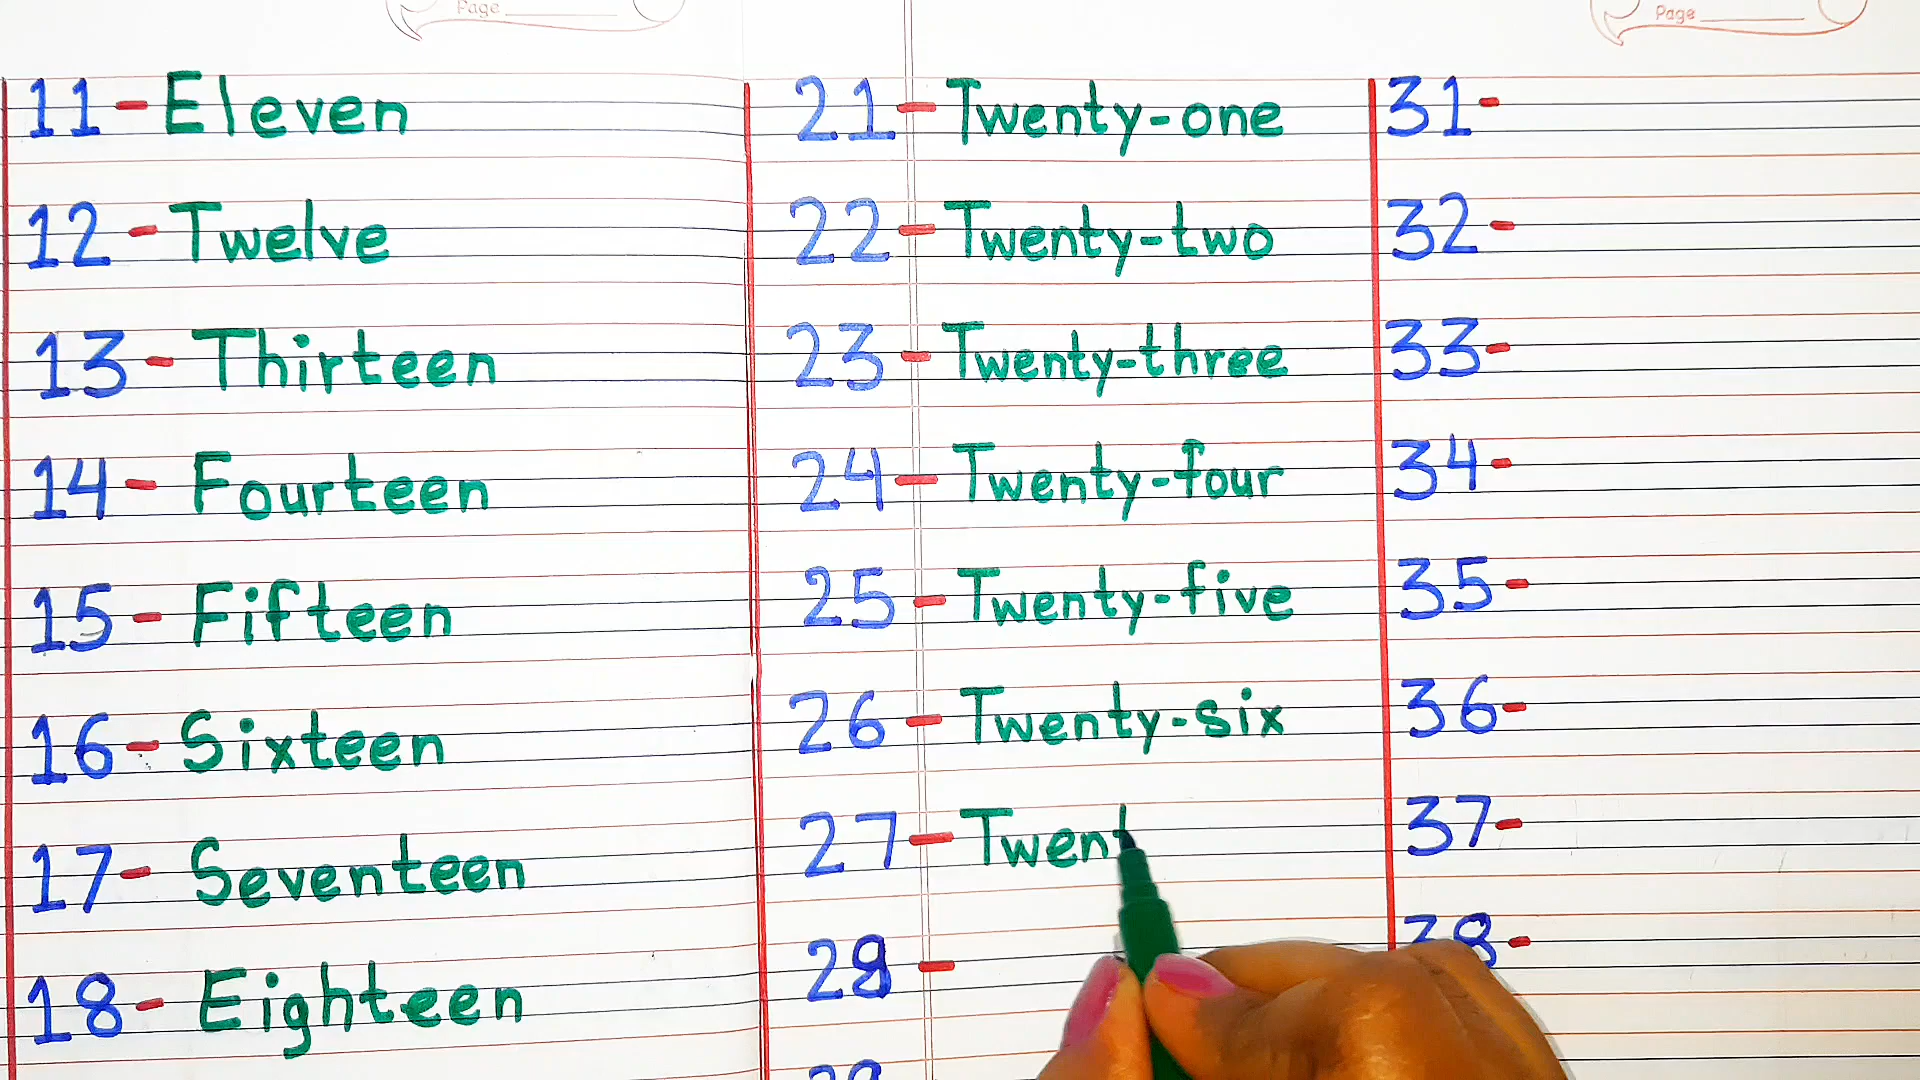 Page
Page
11 - Eleven
12 - Twelve
13 - Thirteen
14 - Fourteen
15 - Fifteen
16 - Sixteen
17 - Seventeen
18 - Eighteen
21 - Twenty-one
22 - Twenty-two
23 - Twenty-three
24 - Twenty-four
25 - Twenty-five
26 - Twenty-six
27 - Twent
28 -
31 -
32 -
33 -
34 -
35 -
36 -
37 -
38 -